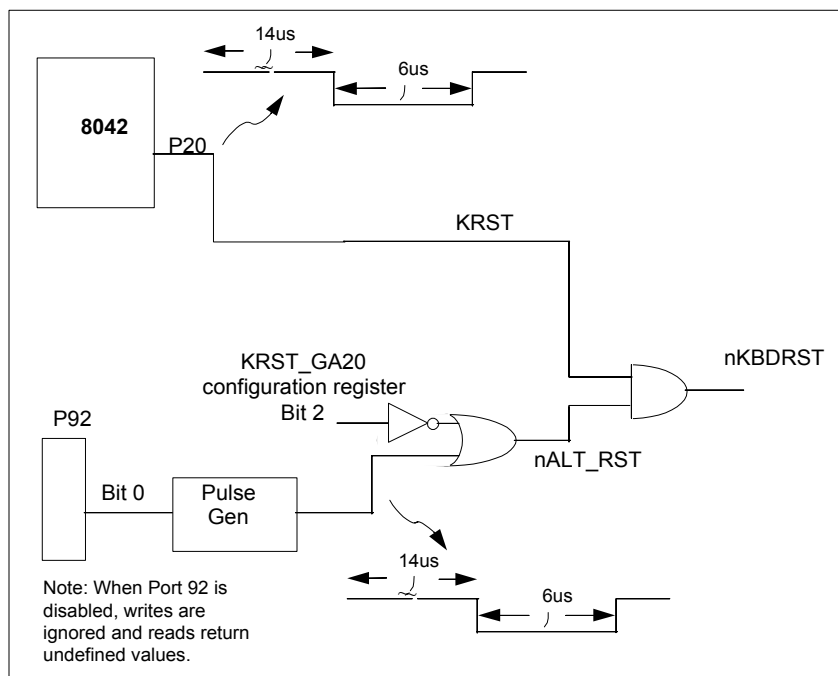 14us
6us
8042
P20
KRST
nKBDRST
KRST_GA20
configuration register
Bit 2
nALT_RST
P92
Bit 0
Pulse
Gen
14us
6us
Note: When Port 92 is
disabled, writes are
ignored and reads return
undefined values.